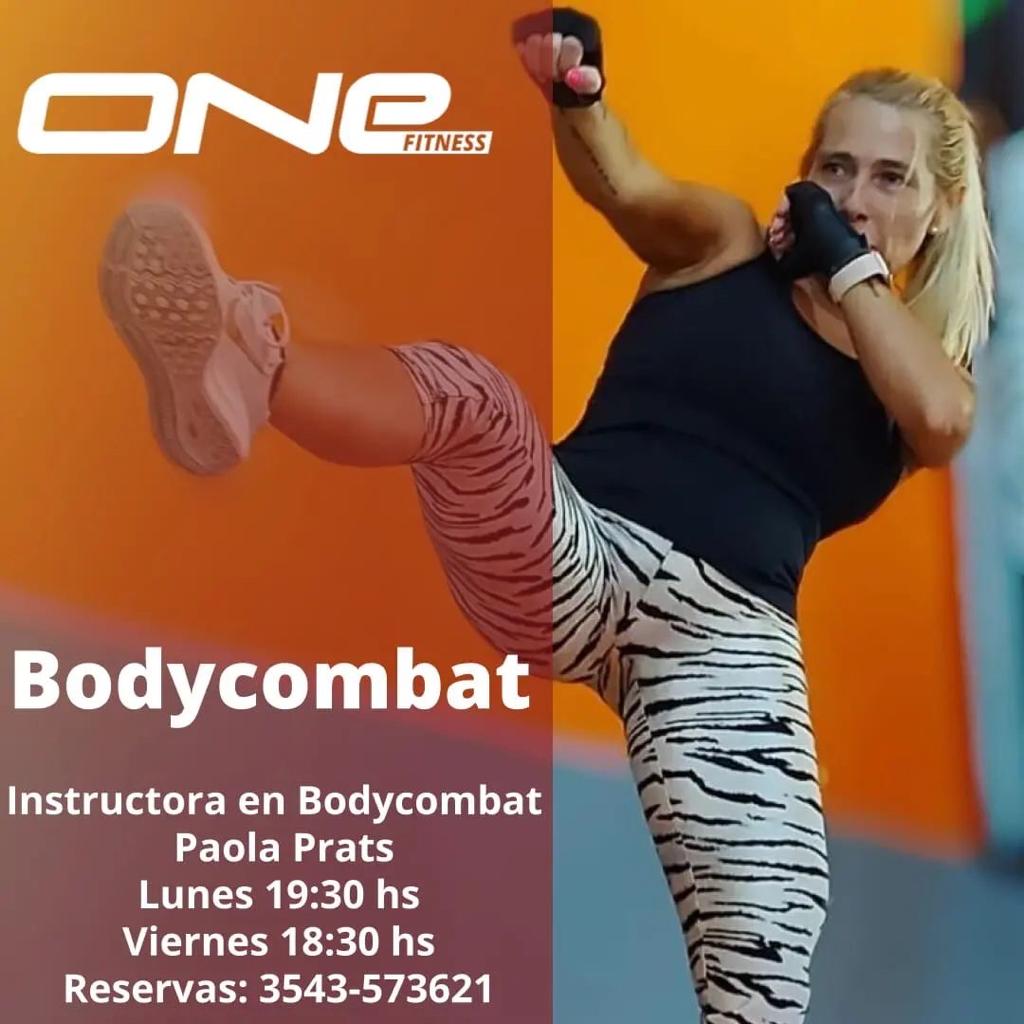 ONe
FITNESS
Bodycombat
Instructora en Bodycombat
Paola Prats
Lunes 19:30 hs
Viernes 18:30 hs
Reservas: 3543-573621